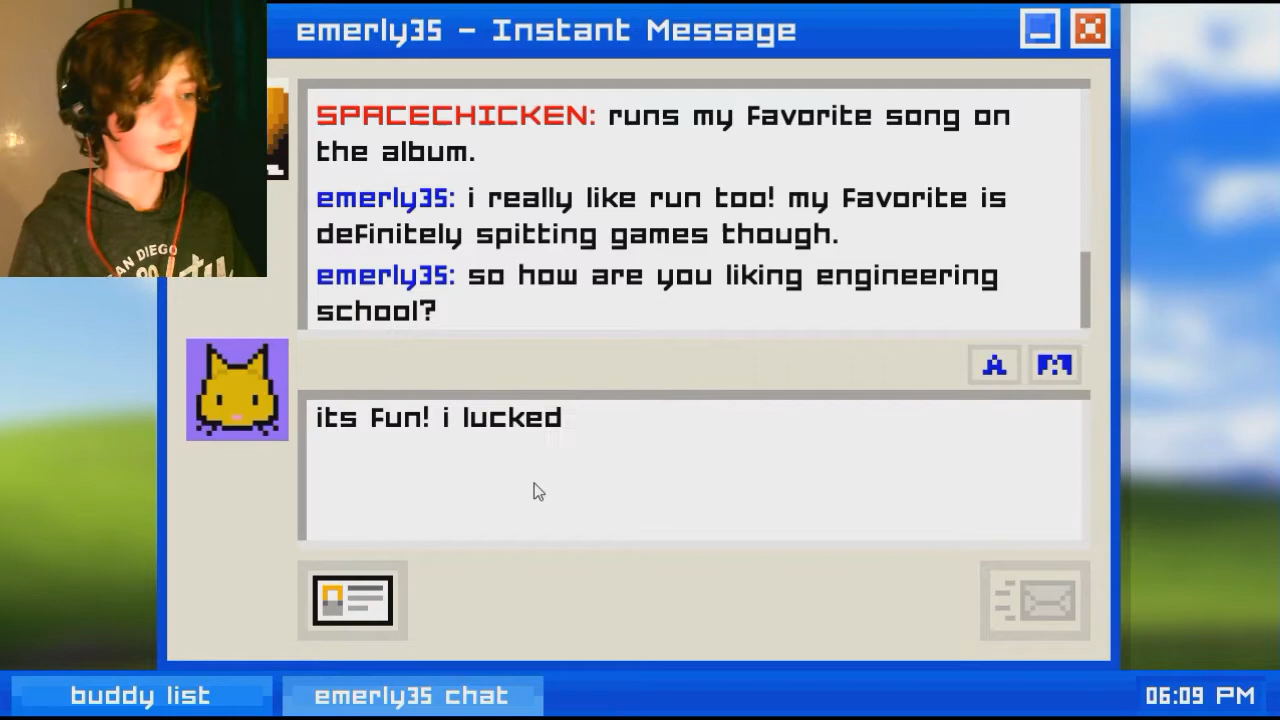 emerly35 - Instant Message
SPACECHICKEN: runs my favorite song on
the album.
emerly35: i really like run too! my favorite is
definitely spitting games though.
emerly35: so how are you liking engineering
school?
A
its fun! i lucked
SAN DIEGO
buddy list
emerly35 chat
06:09 PM